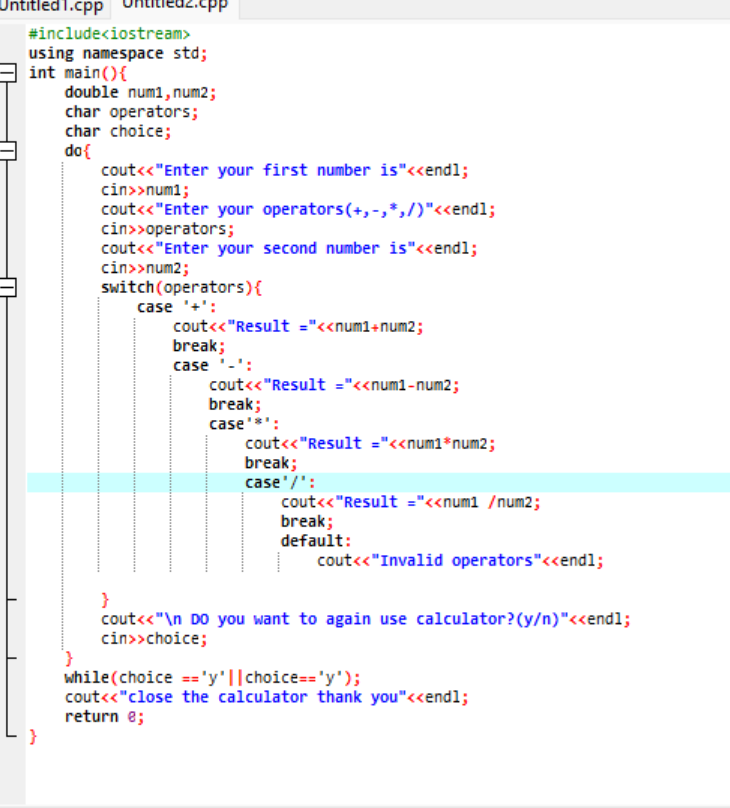 Untitled1.cpp Untitled2.cpp
#include<iostream>
using namespace std;
int main(){
    double num1,num2;
    char operators;
    char choice;
    do{
        cout<<"Enter your first number is"<<endl;
        cin>>num1;
        cout<<"Enter your operators(+,-,*,/)"<<endl;
        cin>>operators;
        cout<<"Enter your second number is"<<endl;
        cin>>num2;
        switch(operators){
            case '+':
                cout<<"Result ="<<num1+num2;
                break;
                case '-':
                    cout<<"Result ="<<num1-num2;
                    break;
                    case'*':
                        cout<<"Result ="<<num1*num2;
                        break;
                        case'/':
                            cout<<"Result ="<<num1 /num2;
                            break;
                            default:
                                cout<<"Invalid operators"<<endl;
        }
        cout<<"\n DO you want to again use calculator?(y/n)"<<endl;
        cin>>choice;
    }
    while(choice =='y'||choice=='y');
    cout<<"close the calculator thank you"<<endl;
    return 0;
}